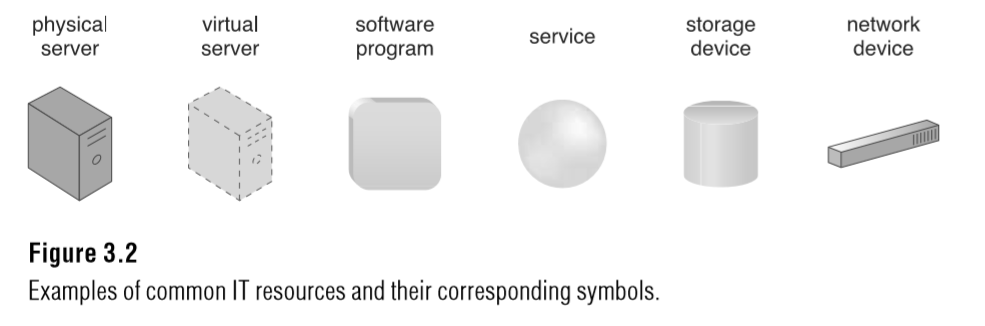 physical
server
virtual
server
software
program
service
storage
device
network
device
Figure 3.2
Examples of common IT resources and their corresponding symbols.